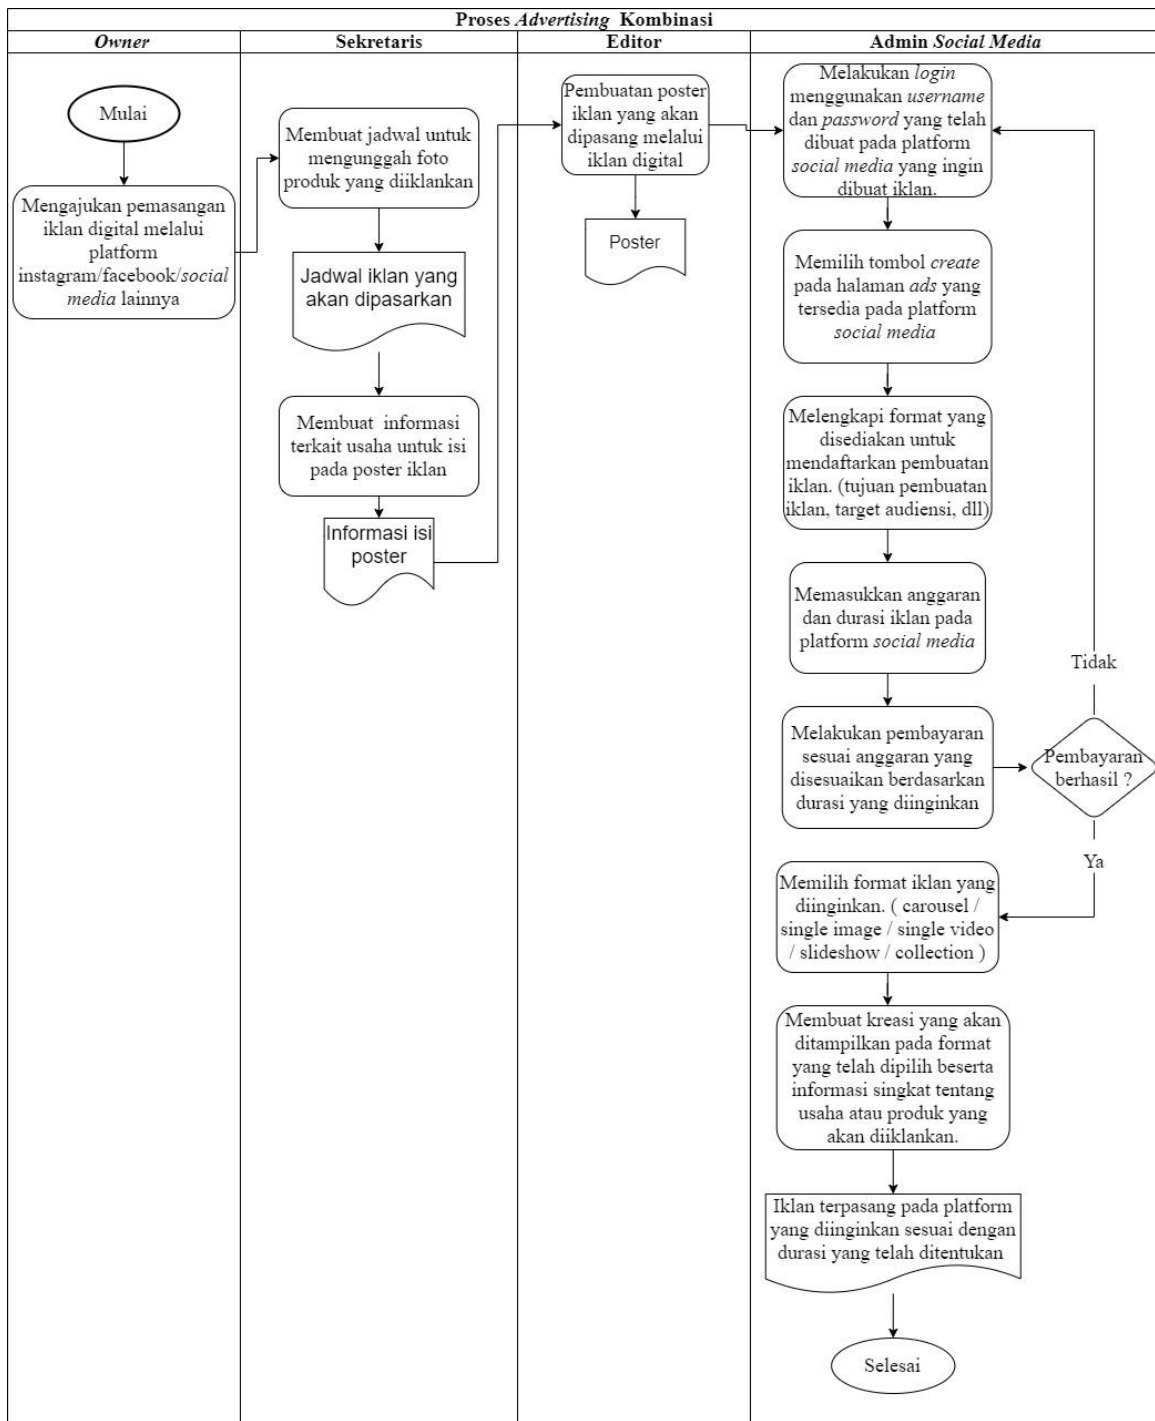 Proses Advertising Kombinasi
Owner
Sekretaris
Editor
Admin Social Media
Mulai
Mengajukan pemasangan
iklan digital melalui
platform
instagram/facebook/social
media lainnya
Membuat jadwal untuk
mengunggah foto
produk yang diiklankan
Jadwal iklan yang
akan dipasarkan
Membuat informasi
terkait usaha untuk isi
pada poster iklan
Informasi isi
poster
Pembuatan poster
iklan yang akan
dipasang melalui
iklan digital
Poster
Melakukan login
menggunakan username
dan password yang telah
dibuat pada platform
social media yang ingin
dibuat iklan.
Memilih tombol create
pada halaman ads yang
tersedia pada platform
social media
Melengkapi format yang
disediakan untuk
mendaftarkan pembuatan
iklan. (tujuan pembuatan
iklan, target audiensi, dll)
Memasukkan anggaran
dan durasi iklan pada
platform social media
Melakukan pembayaran
sesuai anggaran yang
disesuaikan berdasarkan
durasi yang diinginkan
Pembayaran
berhasil ?
Tidak
Ya
Memilih format iklan yang
diinginkan. ( carousel /
single image / single video
/ slideshow / collection )
Membuat kreasi yang akan
ditampilkan pada format
yang telah dipilih beserta
informasi singkat tentang
usaha atau produk yang
akan diiklankan.
Iklan terpasang pada platform
yang diinginkan sesuai dengan
durasi yang telah ditentukan
Selesai